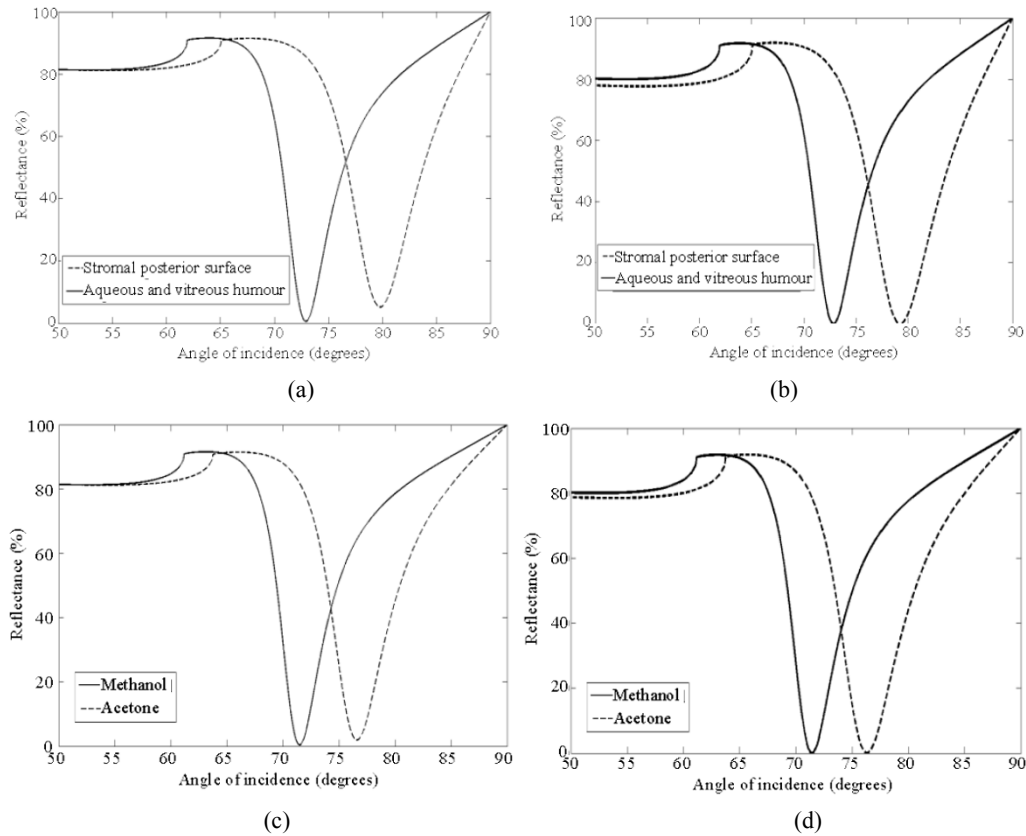 100
80
60
40
20
0
Reflectance (%)
Stromal posterior surface
Aqueous and vitreous humour
50 55 60 65 70 75 80 85 90
Angle of incidence (degrees)
(a)
100
80
60
40
20
0
Reflectance (%)
Stromal posterior surface
Aqueous and vitreous humour
50 55 60 65 70 75 80 85 90
Angle of incidence (degrees)
(b)
100
80
60
40
20
0
Reflectance (%)
Methanol
Acetone
50 55 60 65 70 75 80 85 90
Angle of incidence (degrees)
(c)
100
80
60
40
20
0
Reflectance (%)
Methanol
Acetone
50 55 60 65 70 75 80 85 90
Angle of incidence (degrees)
(d)